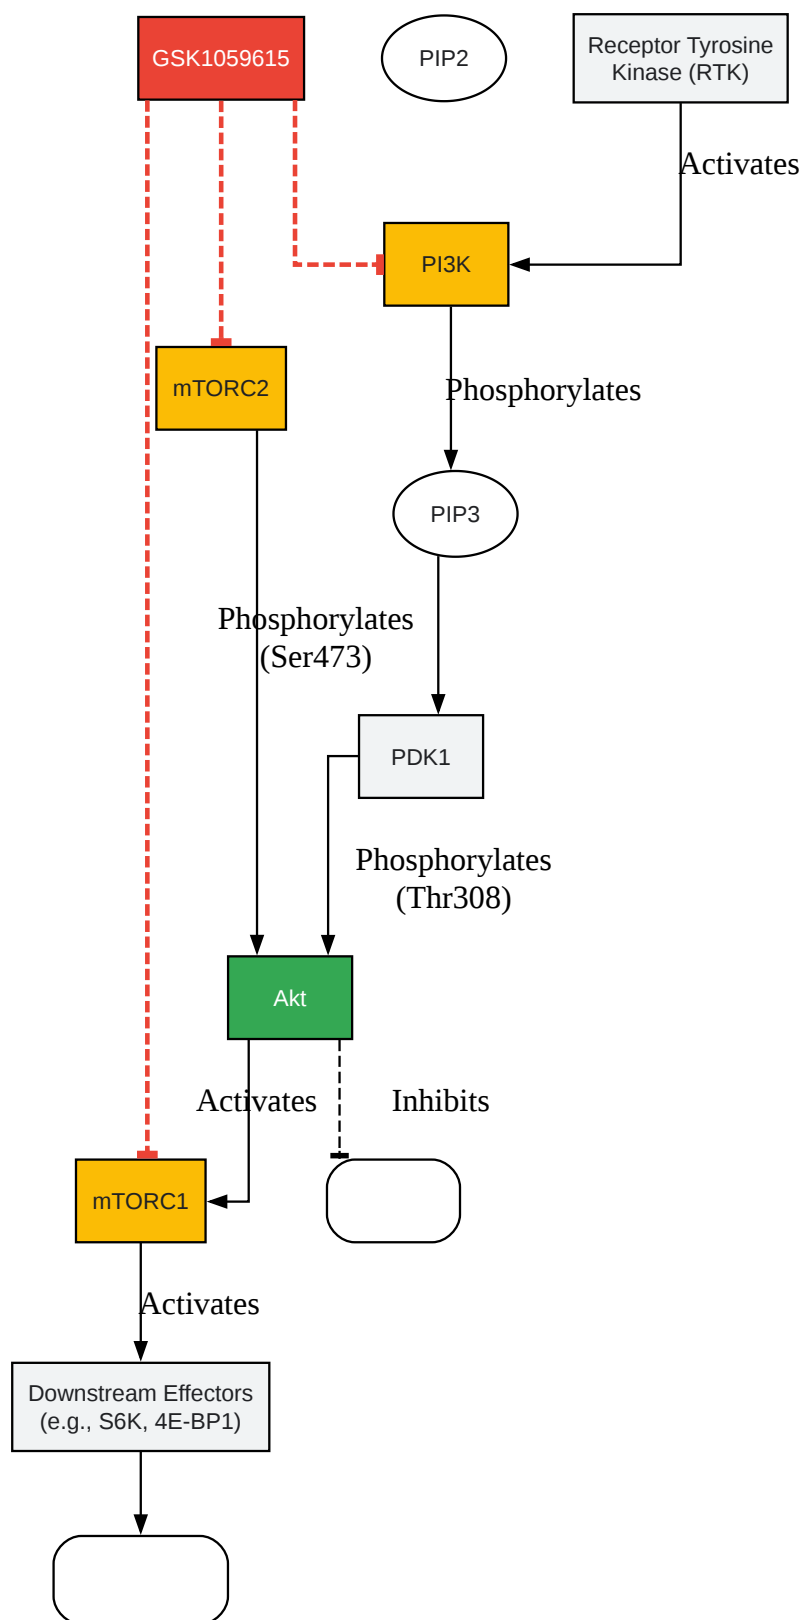 GSK1059615
PIP2
Receptor Tyrosine
Kinase (RTK)
Activates
PI3K
mTORC2
Phosphorylates
PIP3
Phosphorylates
(Ser473)
PDK1
Phosphorylates
(Thr308)
Akt
Activates
Inhibits
mTORC1
Activates
Downstream Effectors
(e.g., S6K, 4E-BP1)